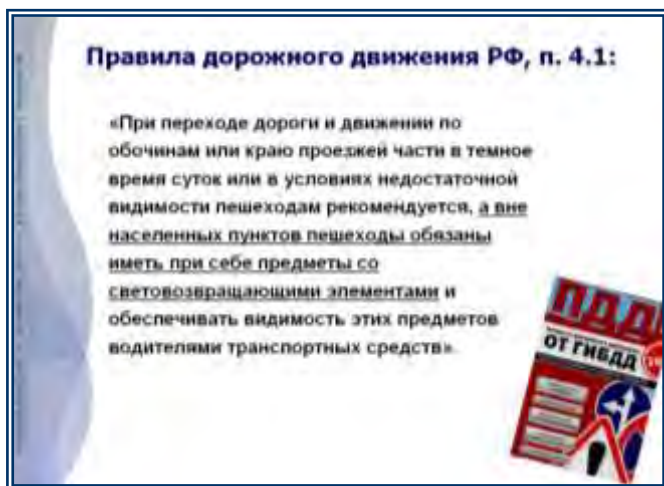 Правила дорожного движения РФ, п. 4.1:
«При переходе дороги и движении по
обочинам или краю проезжей части в темное
время суток или в условиях недостаточной
видимости пешеходам рекомендуется, а вне
населенных пунктов пешеходы обязаны
иметь при себе предметы со
световозвращающими элементами и
обеспечивать видимость этих предметов
водителями транспортных средств»
ПДД
ОТ ГИБДД